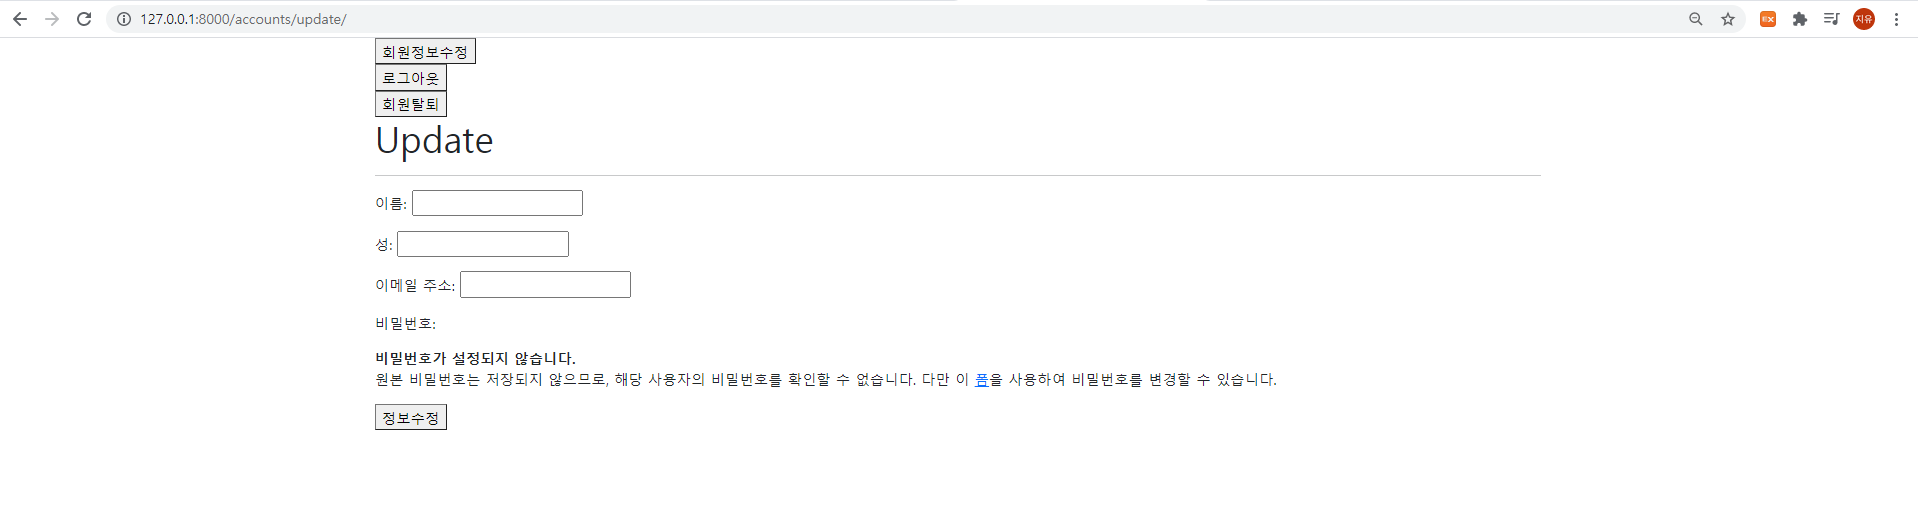 127.0.0.1:8000/accounts/update/
지유
회원정보수정
로그아웃
회원탈퇴
Update
이름:
성:
이메일 주소:
비밀번호:
비밀번호가 설정되지 않습니다.
원본 비밀번호는 저장되지 않으므로, 해당 사용자의 비밀번호를 확인할 수 없습니다. 다만 이 폼을 사용하여 비밀번호를 변경할 수 있습니다.
정보수정